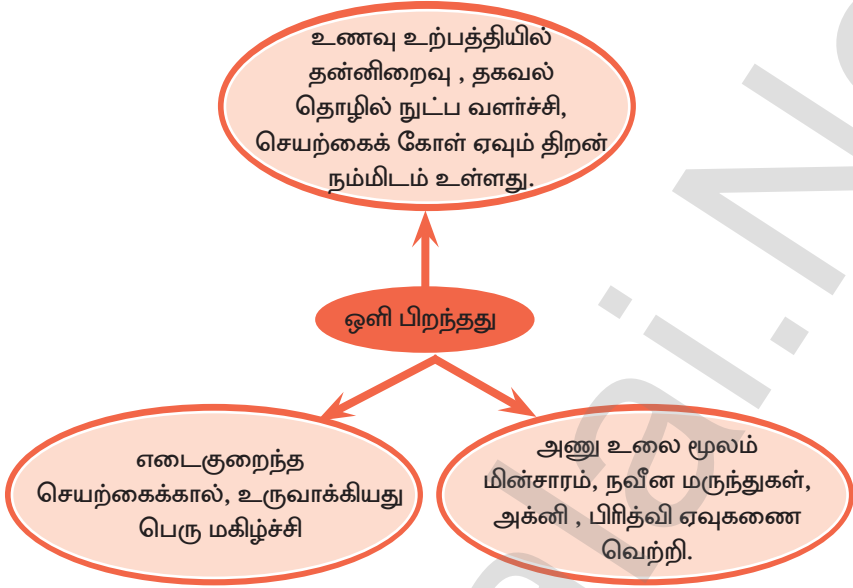 உணவு உற்பத்தியில்
தன்னிறைவு , தகவல்
தொழில் நுட்ப வளர்ச்சி,
செயற்கைக் கோள் ஏவும் திறன்
நம்மிடம் உள்ளது.
ஒளி பிறந்தது
எடைகுறைந்த
செயற்கைக்கால், உருவாக்கியது
பெரு மகிழ்ச்சி
அணு உலை மூலம்
மின்சாரம், நவீன மருந்துகள்,
அக்னி , பிரித்வி ஏவுகணை
வெற்றி.